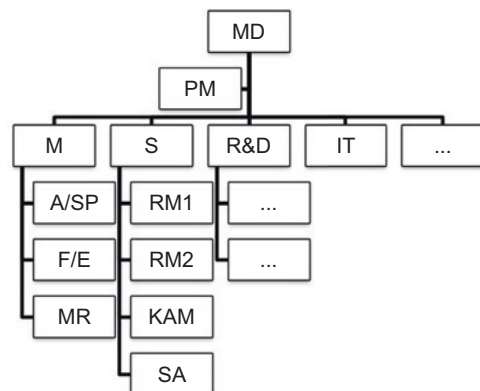 MD
PM
M
S
R&D
IT
...
A/SP
RM1
...
F/E
RM2
...
MR
KAM
SA